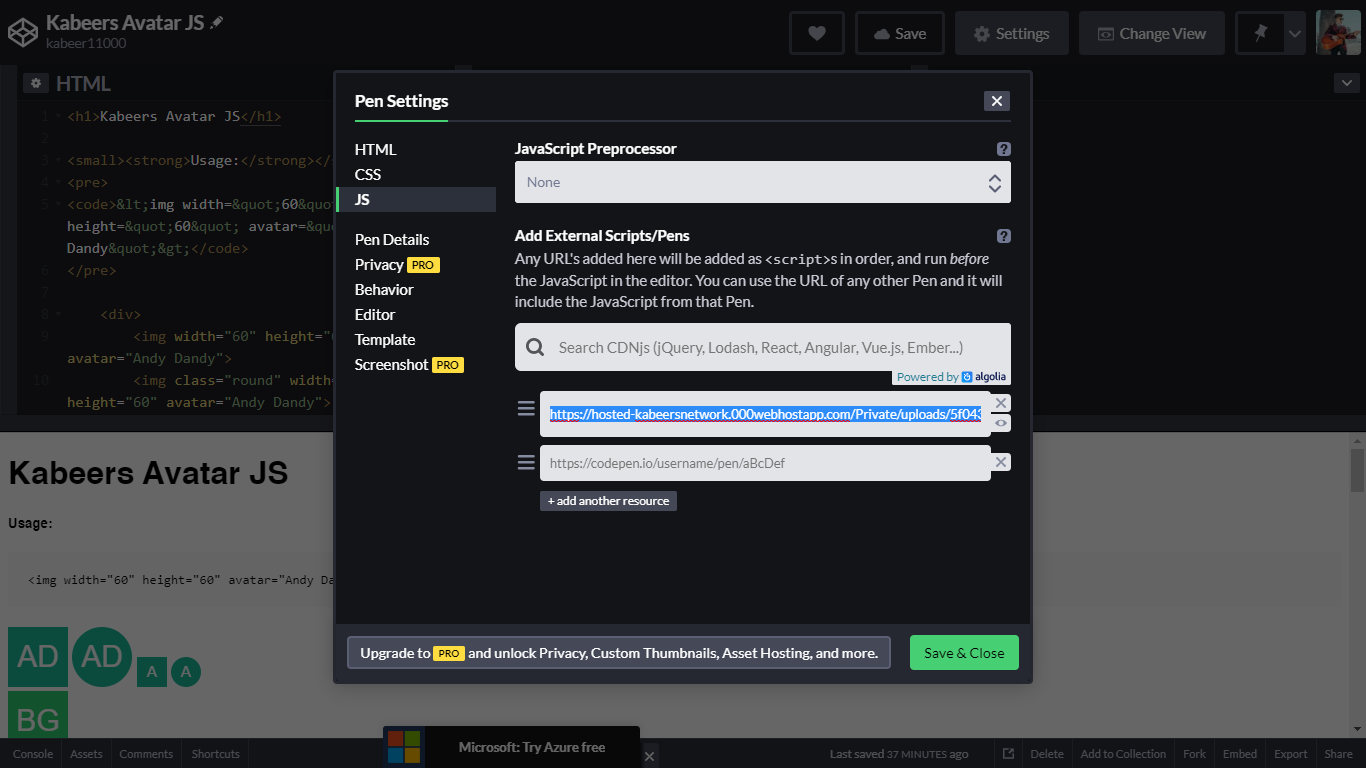 Kabeers Avatar JS
kabeer11000
Save
Settings
Change View
HTML
1 <h1>Kabeers Avatar JS</h1>
2
3 <small><strong>Usage:</strong></s
4 <pre>
5 <code>&lt;img width=&quot;60&quo
height=&quot;60&quot; avatar=&qu
Dandy&quot;&gt;</code>
6 </pre>
7
8 <div>
9 <img width="60" height="6
avatar="Andy Dandy">
10 <img class="round" width=
height="60" avatar="Andy Dandy">
Pen Settings
HTML
CSS
JS
Pen Details
Privacy PRO
Behavior
Editor
Template
Screenshot PRO
JavaScript Preprocessor
?
None
Add External Scripts/Pens
?
Any URL's added here will be added as <script>s in order, and run before
the JavaScript in the editor. You can use the URL of any other Pen and it will
include the JavaScript from that Pen.
Search CDNjs (jQuery, Lodash, React, Angular, Vue.js, Ember...)
Powered by algolia
https://hosted-kabeersnetwork.000webhostapp.com/Private/uploads/5f043
https://codepen.io/username/pen/aBcDef
+ add another resource
Upgrade to PRO and unlock Privacy, Custom Thumbnails, Asset Hosting, and more.
Save & Close
Kabeers Avatar JS
Usage:
<img width="60" height="60" avatar="Andy Da
AD AD A A
BG
Microsoft: Try Azure free
Console Assets Comments Shortcuts
Last saved 37 MINUTES ago
Delete Add to Collection Fork Embed Export Share